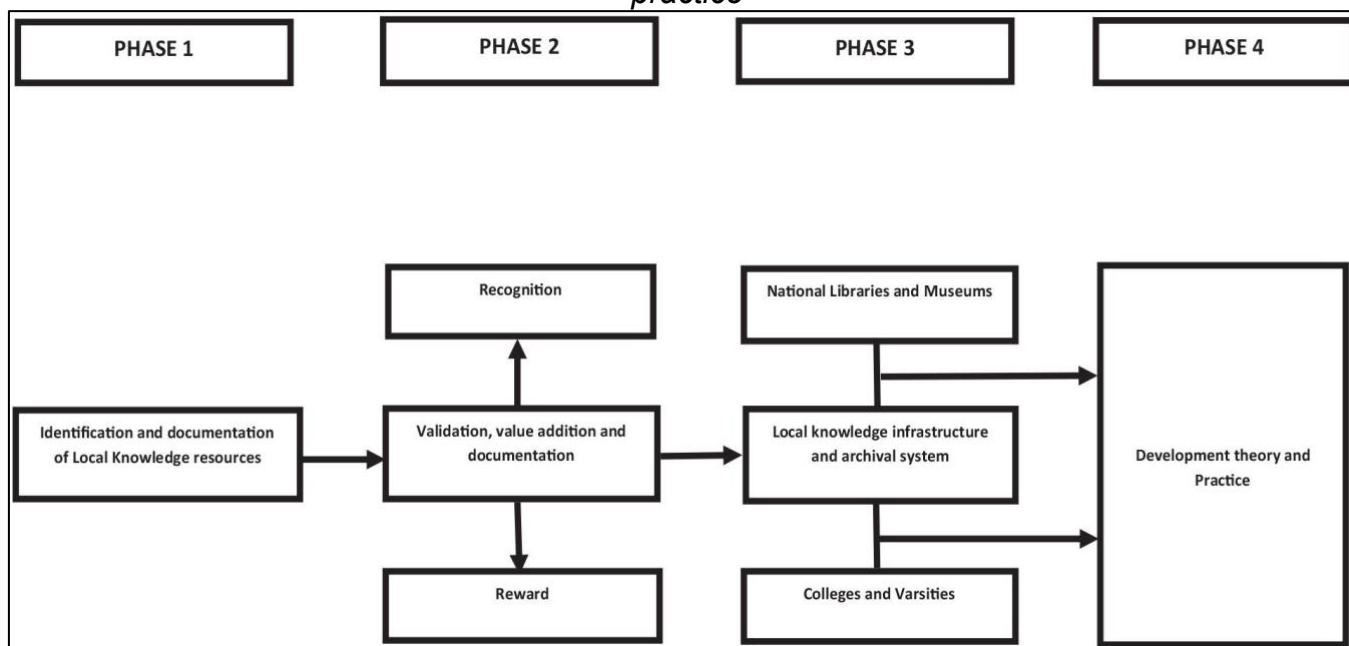 practice
PHASE 1
PHASE 2
PHASE 3
PHASE 4
Recognition
National Libraries and Museums
Identification and documentation
of Local Knowledge resources
Validation, value addition and
documentation
Local knowledge infrastructure
and archival system
Development theory and
Practice
Reward
Colleges and Varsities